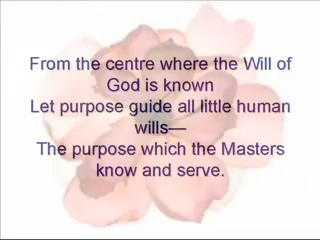 From the centre where the Will of
God is known
Let purpose guide all little human
wills—
The purpose which the Masters
know and serve.